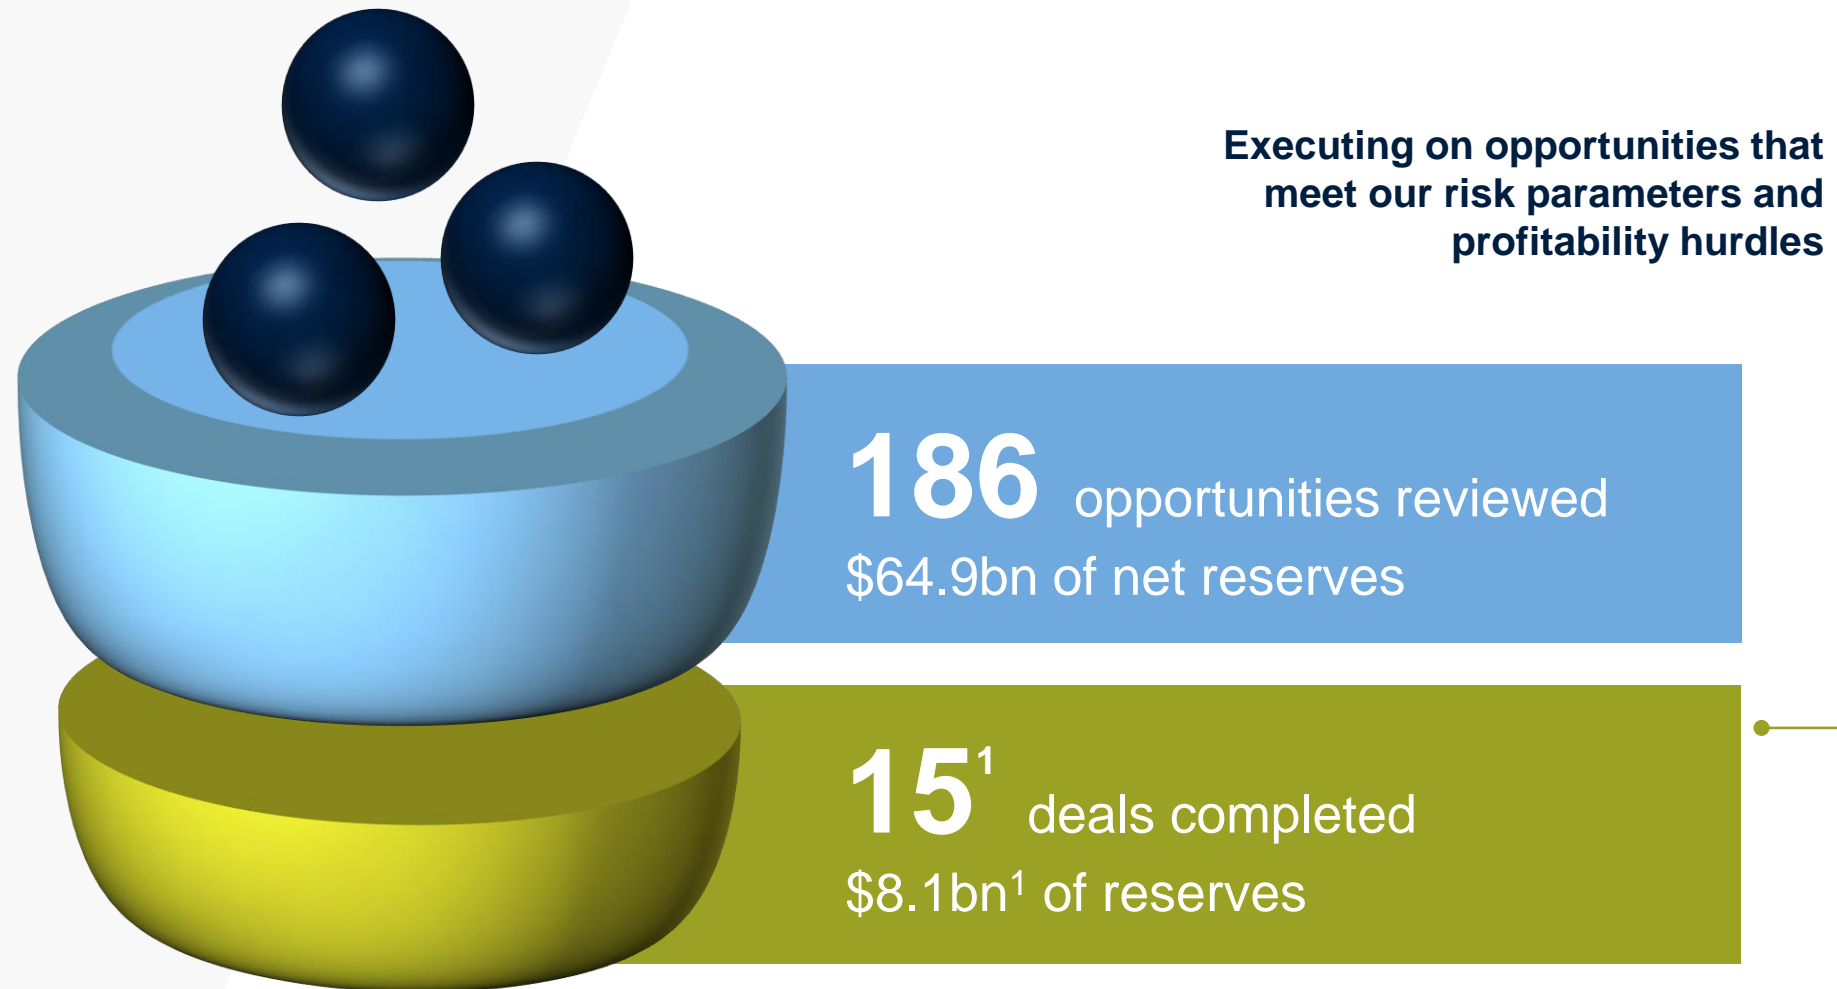 Executing on opportunities that
meet our risk parameters and
profitability hurdles
186 opportunities reviewed
$64.9bn of net reserves
15¹ deals completed
$8.1bn¹ of reserves